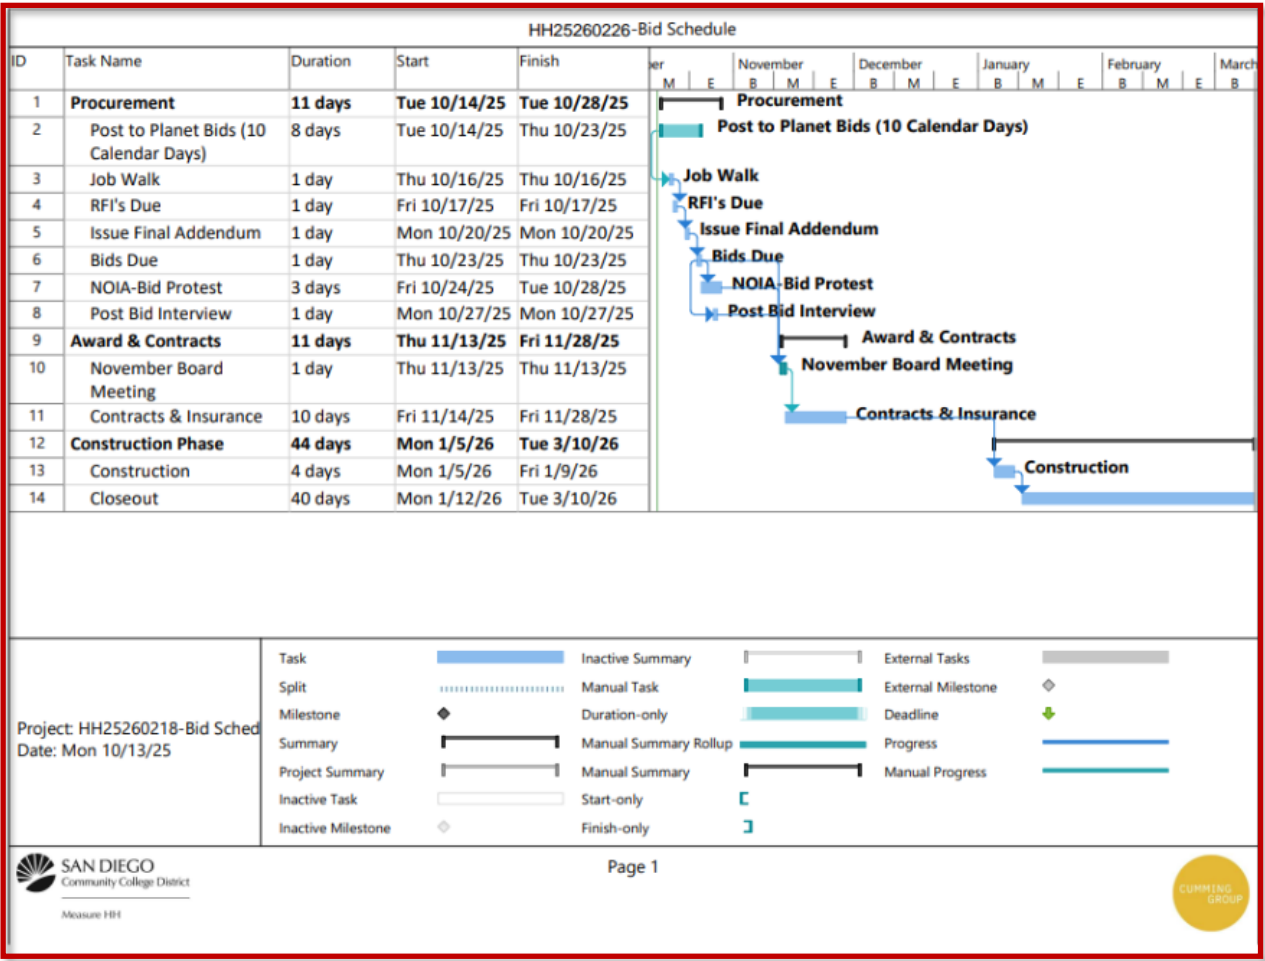 HH25260226-Bid Schedule
ID Task Name Duration Start Finish
er November December January February March
M E B M E B M E B M E B M E B
1 Procurement 11 days Tue 10/14/25 Tue 10/28/25 Procurement
2 Post to Planet Bids (10 8 days Tue 10/14/25 Thu 10/23/25 Post to Planet Bids (10 Calendar Days)
Calendar Days)
3 Job Walk 1 day Thu 10/16/25 Thu 10/16/25 Job Walk
4 RFI's Due 1 day Fri 10/17/25 Fri 10/17/25 RFI's Due
5 Issue Final Addendum 1 day Mon 10/20/25 Mon 10/20/25 Issue Final Addendum
6 Bids Due 1 day Thu 10/23/25 Thu 10/23/25 Bids Due
7 NOIA-Bid Protest 3 days Fri 10/24/25 Tue 10/28/25 NOIA-Bid Protest
8 Post Bid Interview 1 day Mon 10/27/25 Mon 10/27/25 Post Bid Interview
9 Award & Contracts 11 days Thu 11/13/25 Fri 11/28/25 Award & Contracts
10 November Board 1 day Thu 11/13/25 Thu 11/13/25 November Board Meeting
Meeting
11 Contracts & Insurance 10 days Fri 11/14/25 Fri 11/28/25 Contracts & Insurance
12 Construction Phase 44 days Mon 1/5/26 Tue 3/10/26
13 Construction 4 days Mon 1/5/26 Fri 1/9/26 Construction
14 Closeout 40 days Mon 1/12/26 Tue 3/10/26
Project: HH25260218-Bid Sched
Date: Mon 10/13/25
Task Inactive Summary External Tasks
Split Manual Task External Milestone
Milestone Duration-only Deadline
Summary Manual Summary Rollup Progress
Project Summary Manual Summary Manual Progress
Inactive Task Start-only
Inactive Milestone Finish-only
SAN DIEGO
Community College District
Measure HH
Page 1
CUMMING
GROUP